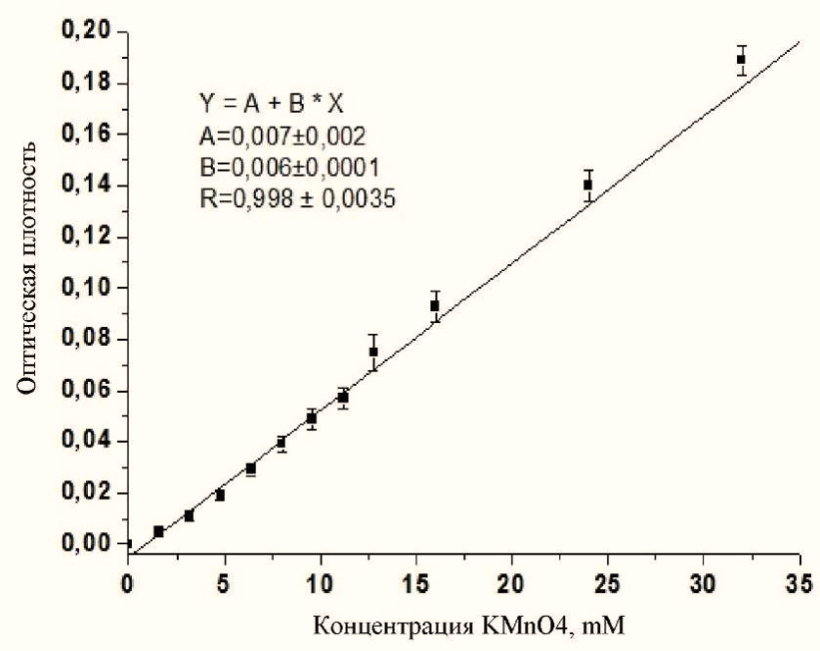 0,20
0,18
0,16
0,14
0,12
0,10
0,08
0,06
0,04
0,02
0,00
Оптическая плотность
Y = A + B * X
A=0,007±0,002
B=0,006±0,0001
R=0,998 ± 0,0035
0 5 10 15 20 25 30 35
Концентрация KMnO4, mM